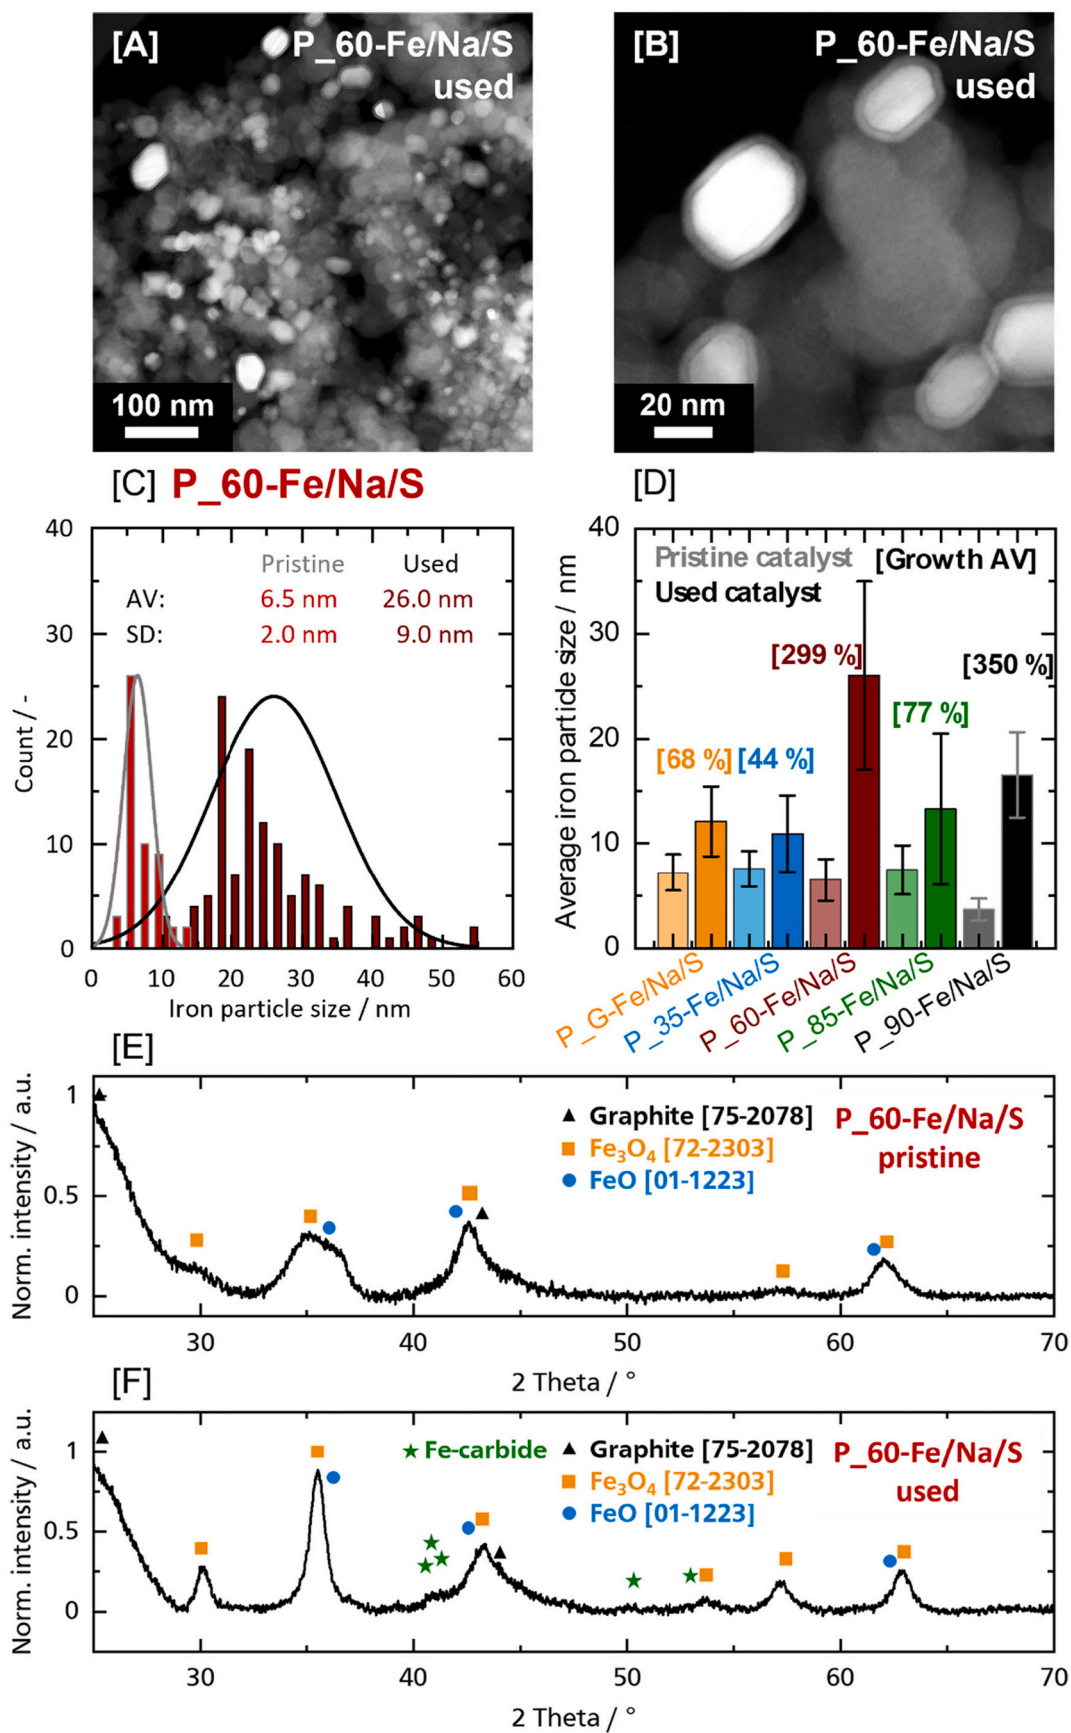 [A] P_60-Fe/Na/S
used
100 nm
[B] P_60-Fe/Na/S
used
20 nm
[C] P_60-Fe/Na/S
40
30
20
10
0
Count / -
Pristine Used
AV: 6.5 nm 26.0 nm
SD: 2.0 nm 9.0 nm
0 10 20 30 40 50 60
Iron particle size / nm
[D]
40
30
20
10
0
Average iron particle size / nm
Pristine catalyst [Growth AV]
Used catalyst
[68 %] [44 %] [299 %] [77 %] [350 %]
P_G-Fe/Na/S
P_35-Fe/Na/S
P_60-Fe/Na/S
P_85-Fe/Na/S
P_90-Fe/Na/S
[E]
Norm. intensity / a.u.
1
0.5
0
Graphite [75-2078]
Fe₃O₄ [72-2303]
FeO [01-1223]
P_60-Fe/Na/S
pristine
30 40 50 60 70
2 Theta / °
[F]
Norm. intensity / a.u.
1
0.5
0
Fe-carbide
Graphite [75-2078]
Fe₃O₄ [72-2303]
FeO [01-1223]
P_60-Fe/Na/S
used
30 40 50 60 70
2 Theta / °